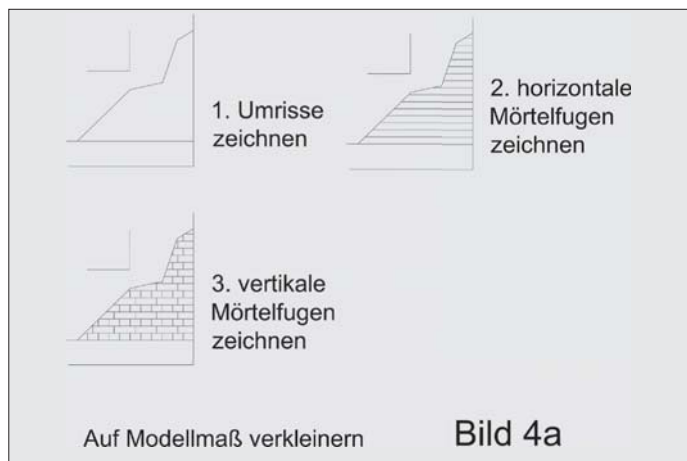 1. Umrisse
zeichnen
2. horizontale
Mörtelfugen
zeichnen
3. vertikale
Mörtelfugen
zeichnen
Auf Modellmaß verkleinern
Bild 4a